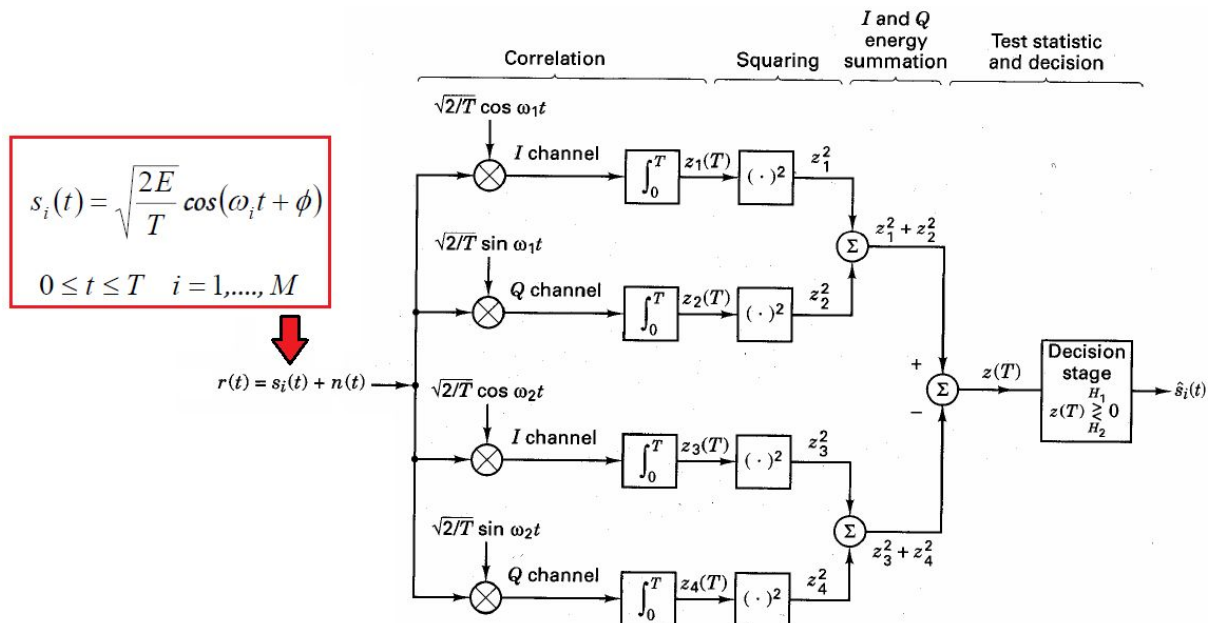 I and Q
energy
summation
Correlation
Squaring
Test statistic
and decision
√2/T cos ω₁t
I channel
∫₀ᵀ
z₁(T)
(·)²
z₁²
s_i(t) = √(2E/T) cos(ω_i t + ϕ)
0 ≤ t ≤ T i = 1,...., M
√2/T sin ω₁t
Q channel
∫₀ᵀ
z₂(T)
(·)²
z₂²
Σ
z₁² + z₂²
r(t) = s_i(t) + n(t)
√2/T cos ω₂t
I channel
∫₀ᵀ
z₃(T)
(·)²
z₃²
+
Σ
−
z(T)
Decision
stage
H₁
z(T) ≷ 0
H₂
ŝ_i(t)
√2/T sin ω₂t
Q channel
∫₀ᵀ
z₄(T)
(·)²
z₄²
Σ
z₃² + z₄²